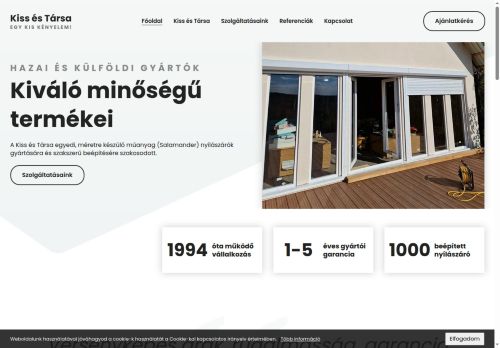 Kiss és Társa
EGY KIS KÉNYELEM!
Főoldal
Kiss és Társa
Szolgáltatásaink
Referenciák
Kapcsolat
Ajánlatkérés
HAZAI ÉS KÜLFÖLDI GYÁRTÓK
Kiváló minőségű
termékei
A Kiss és Társa egyedi, méretre készülő műanyag (Salamander) nyílászárók
gyártására és szakszerű beépítésére szakosodott.
Szolgáltatásaink
1994 óta működő
vállalkozás
1-5 éves gyártói
garancia
1000 beépített
nyílászáró
Weboldalunk használatával jóváhagyod a cookie-k használatát a Cookie-kal kapcsolatos irányelv értelmében. Több információ
Elfogadom